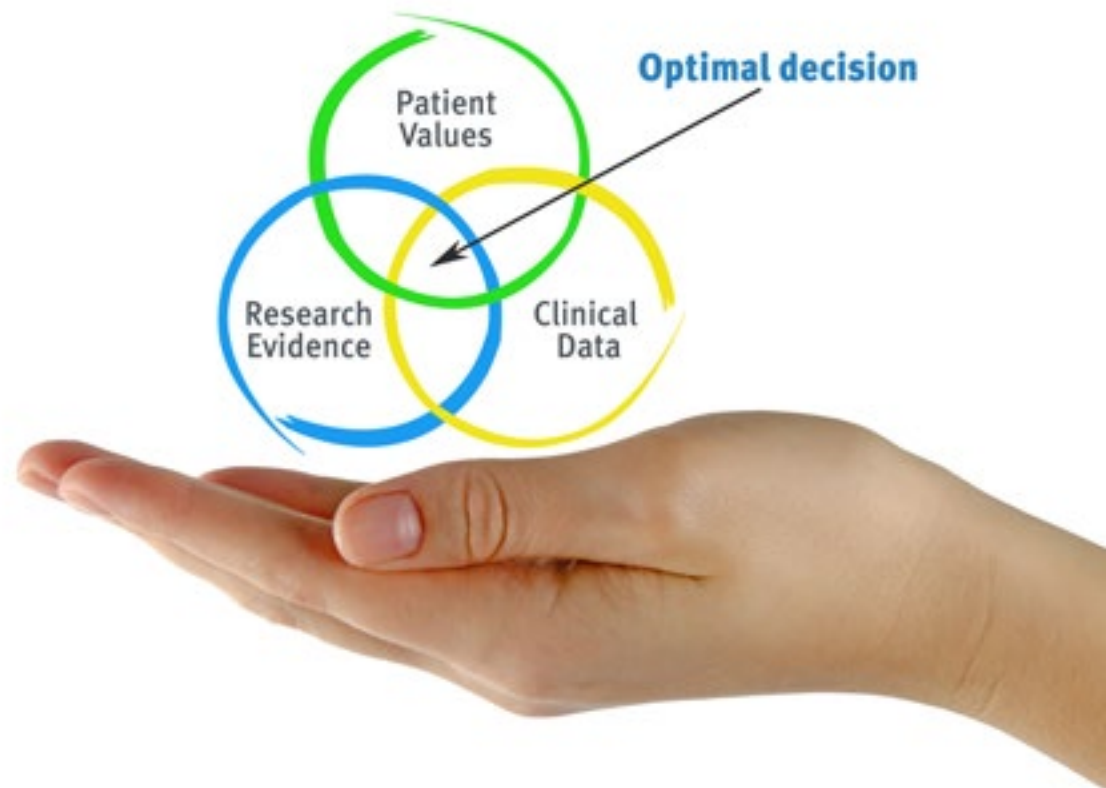 Optimal decision
Patient
Values
Research
Evidence
Clinical
Data